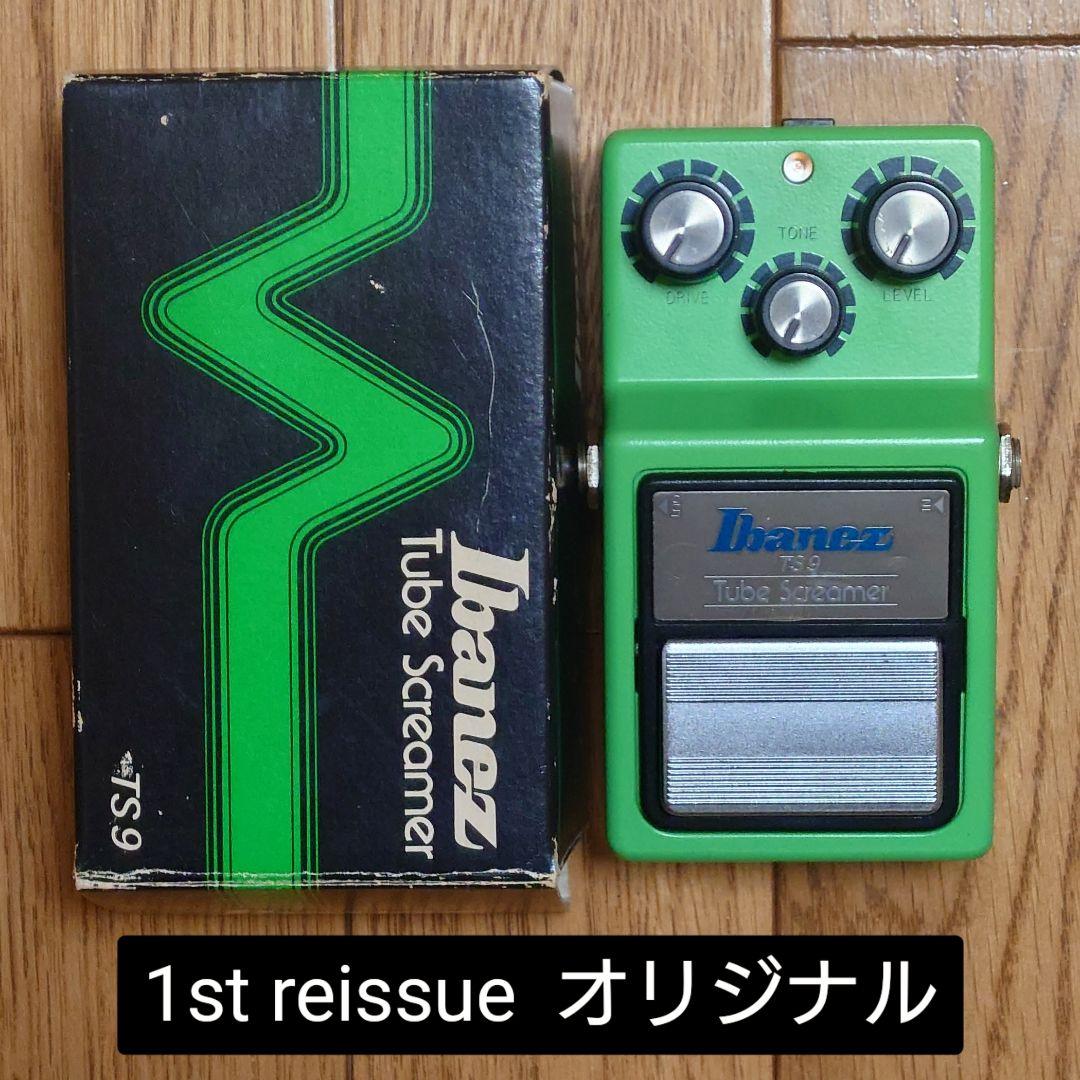 Ibanez
Tube Screamer
TS9
DRIVE
TONE
LEVEL
Ibanez
TS9
Tube Screamer
1st reissue オリジナル